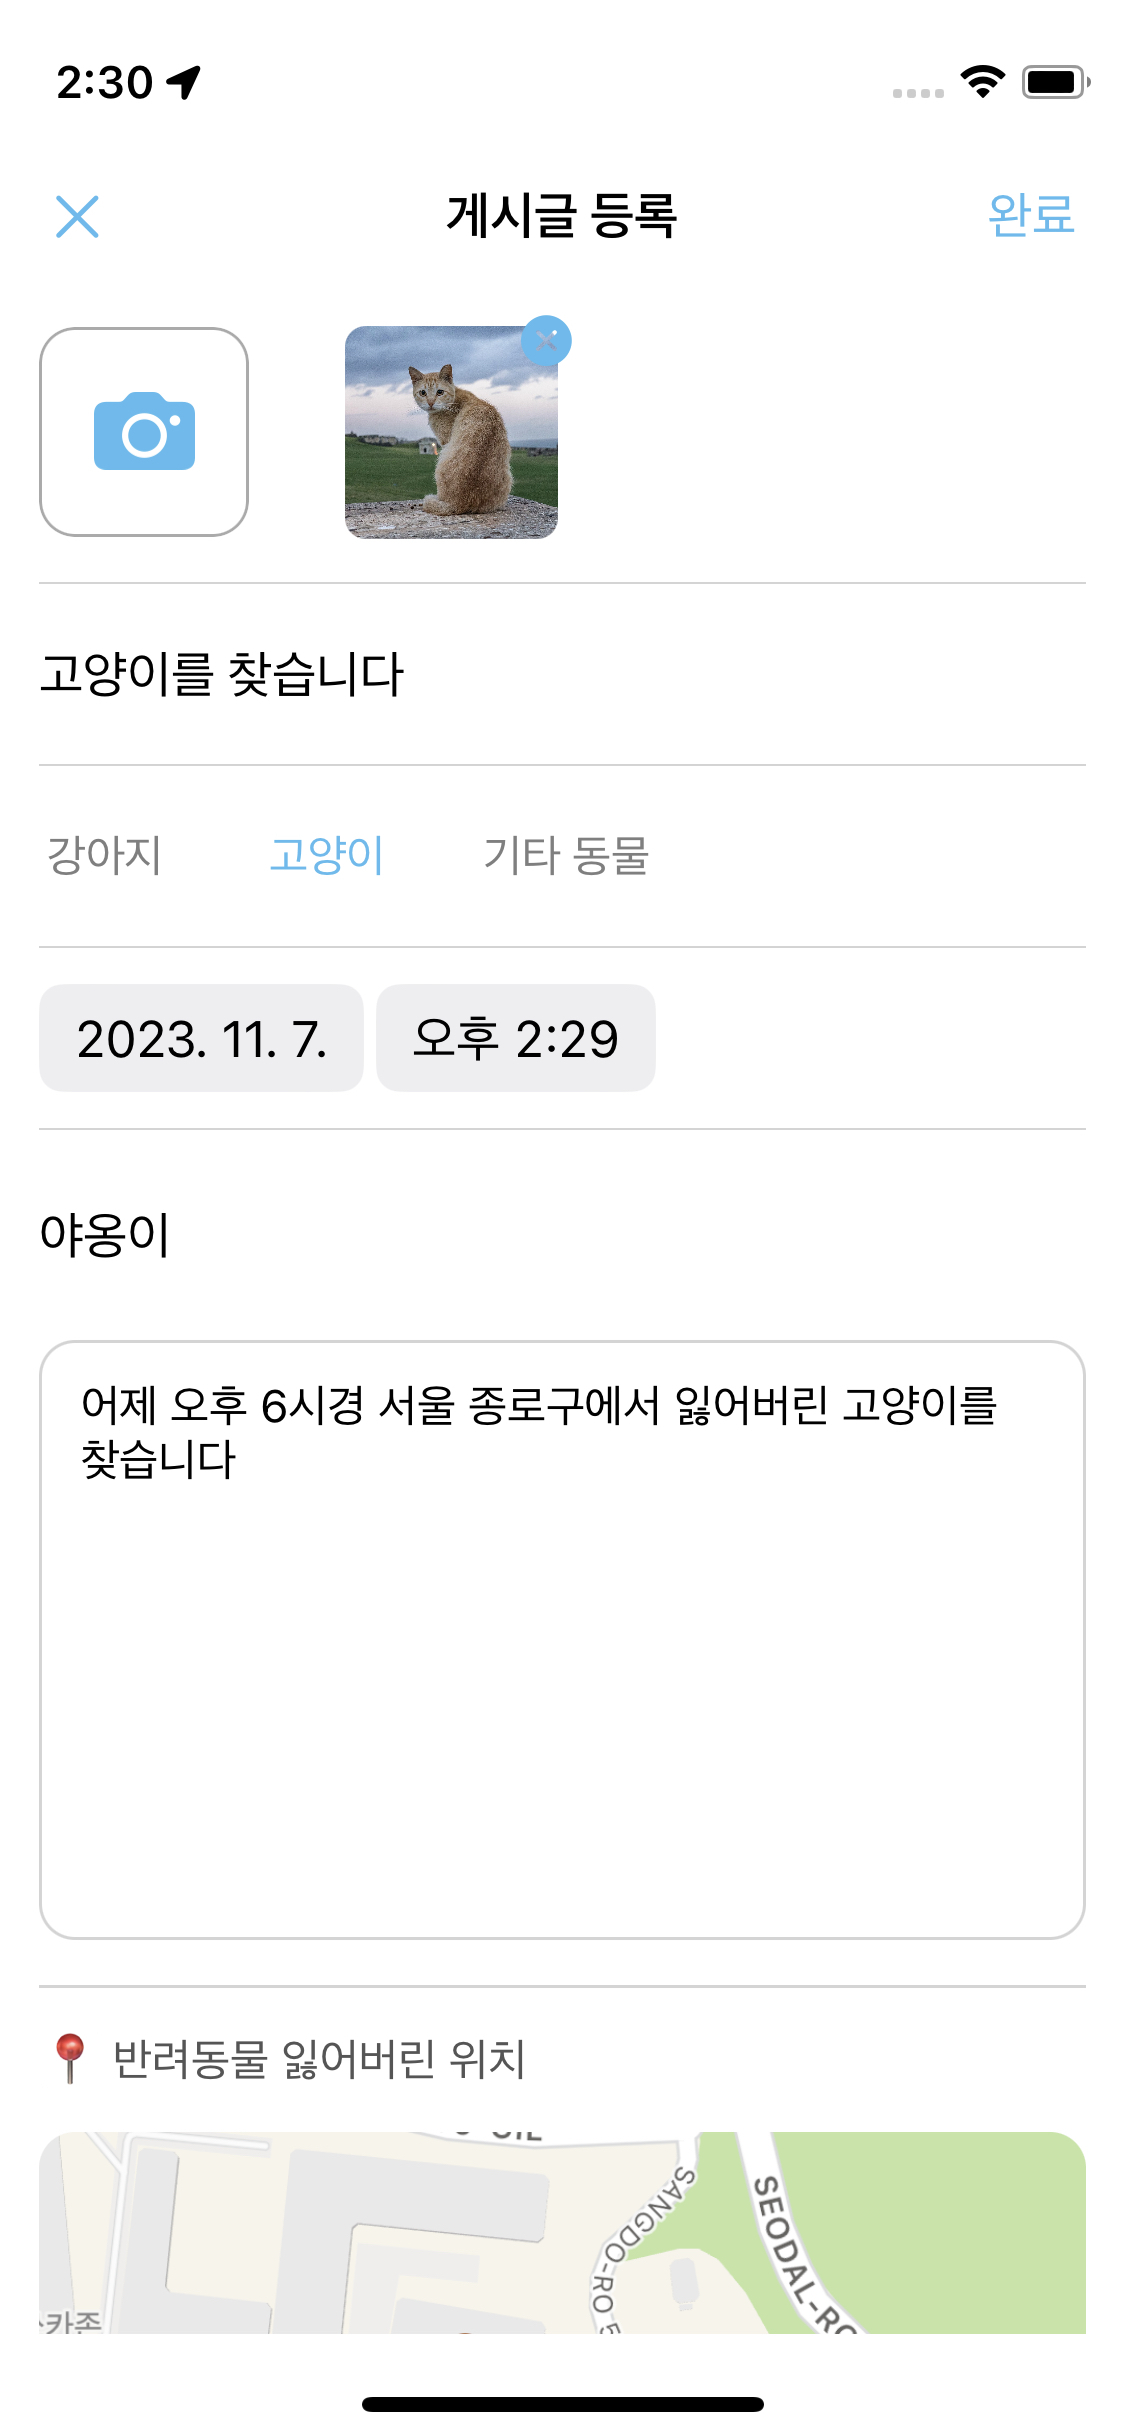 2:30
게시글 등록
완료
고양이를 찾습니다
강아지 고양이 기타 동물
2023. 11. 7. 오후 2:29
야옹이
어제 오후 6시경 서울 종로구에서 잃어버린 고양이를
찾습니다
반려동물 잃어버린 위치
SANGDO-RO 5
SEODAL-RO
카존